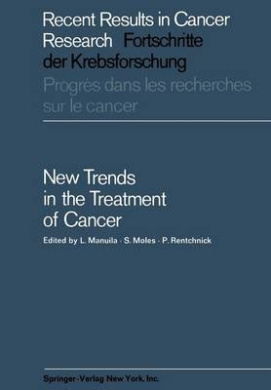 Recent Results in Cancer
Research Fortschritte
der Krebsforschung
Progrès dans les recherches
sur le cancer
New Trends
in the Treatment
of Cancer
Edited by L. Manuila · S. Moles · P. Rentchnick
Springer-Verlag New York, Inc.